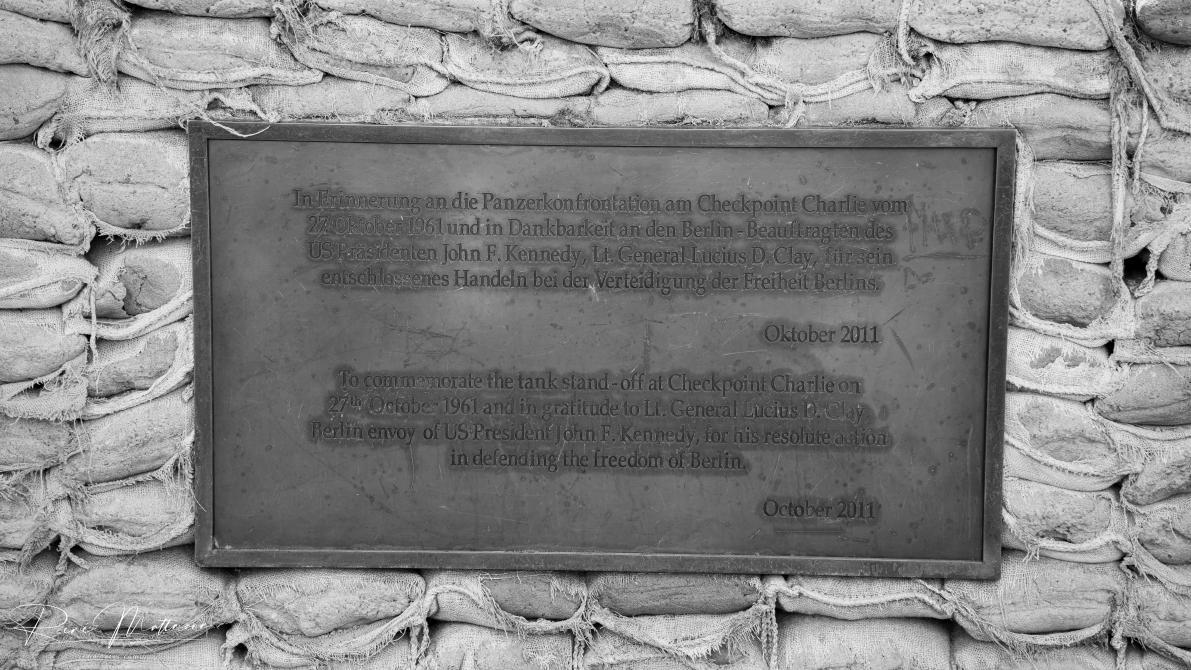 In Erinnerung an die Panzerkonfrontation am Checkpoint Charlie vom
27. Oktober 1961 und in Dankbarkeit an den Berlin-Beauftragten des
US Präsidenten John F. Kennedy, Lt. General Lucius D. Clay, für sein
entschlossenes Handeln bei der Verteidigung der Freiheit Berlins.
Oktober 2011
To commemorate the tank stand-off at Checkpoint Charlie on
27th October 1961 and in gratitude to Lt. General Lucius D. Clay
Berlin envoy of US President John F. Kennedy, for his resolute action
in defending the freedom of Berlin.
October 2011